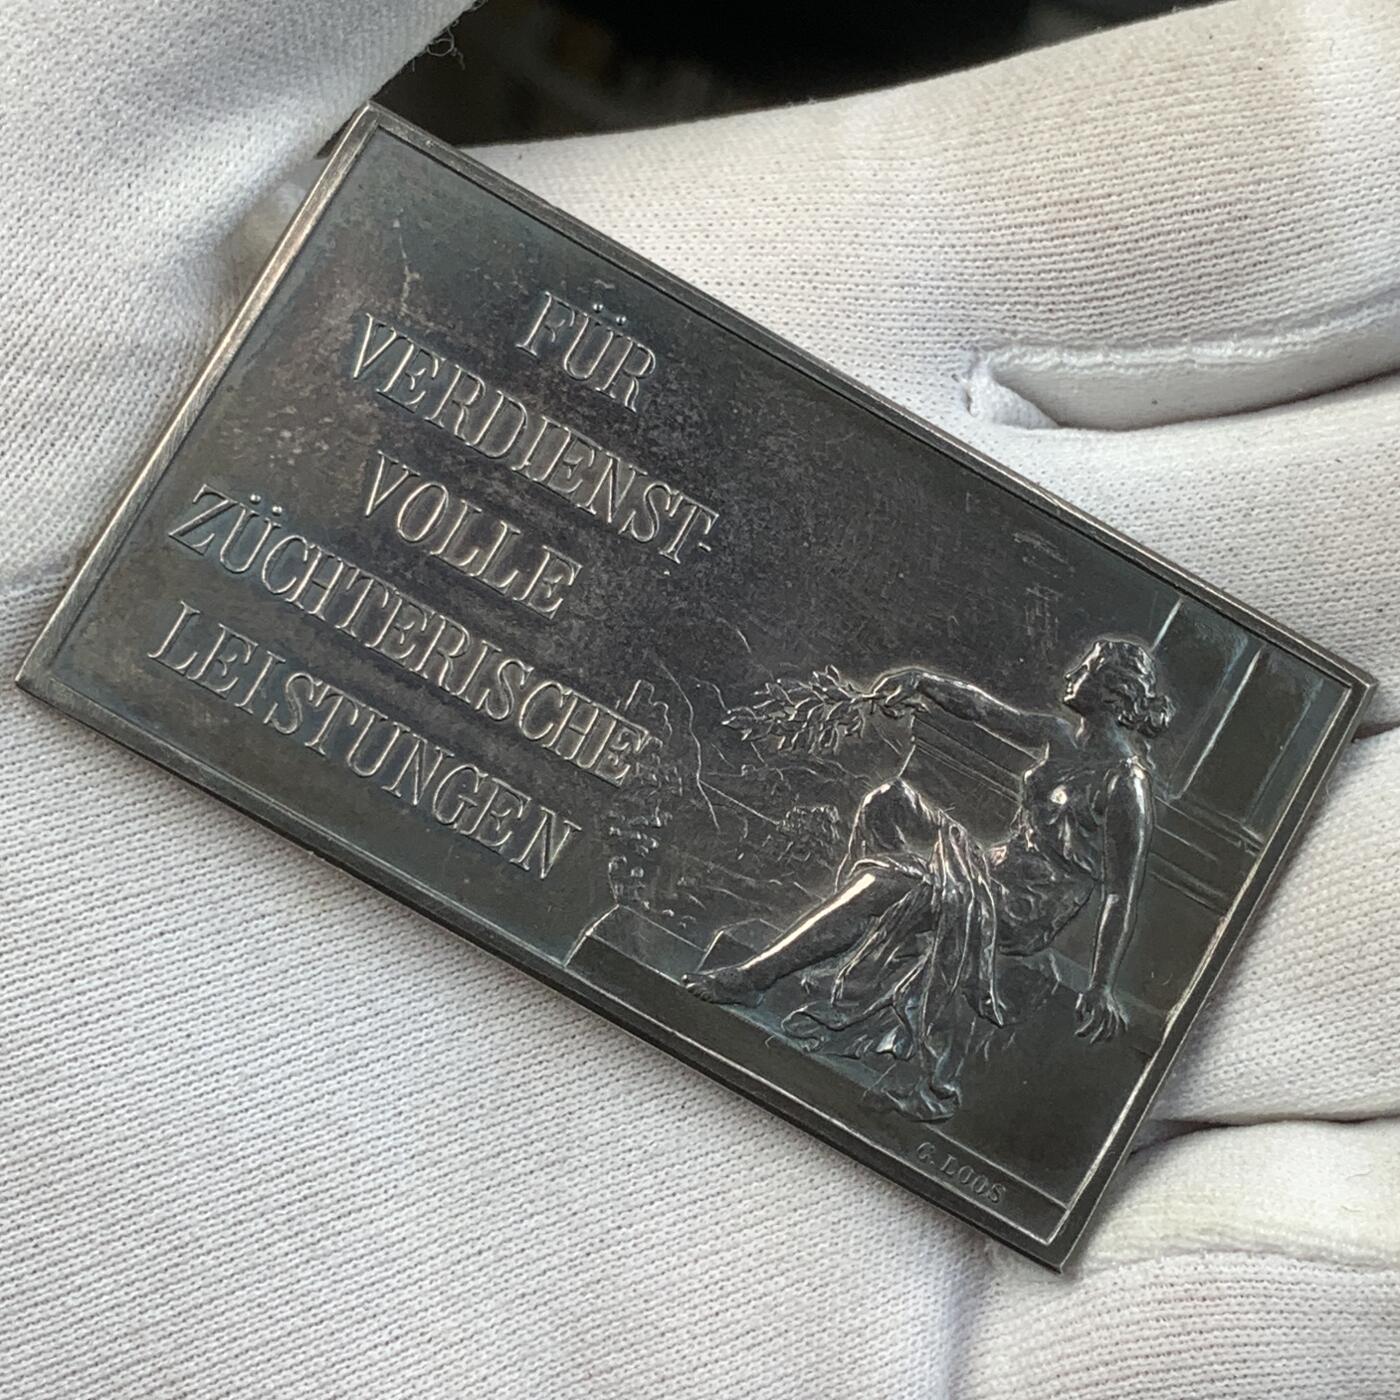 FÜR
VERDIENST-
VOLLE
ZÜCHTERISCHE
LEISTUNGEN
G. LOOS